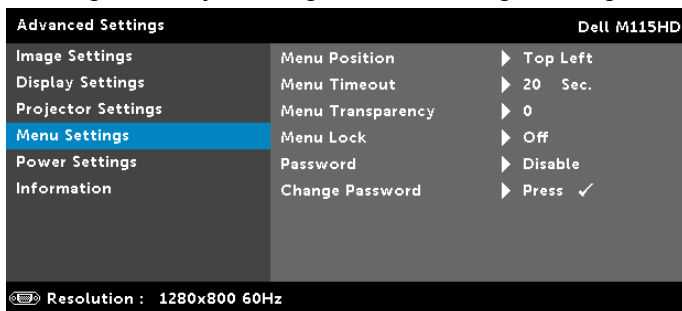 Advanced Settings Dell M115HD
Image Settings Menu Position Top Left
Display Settings Menu Timeout 20 Sec.
Projector Settings Menu Transparency 0
Menu Settings Menu Lock Off
Power Settings Password Disable
Information Change Password Press ✓
Resolution : 1280x800 60Hz